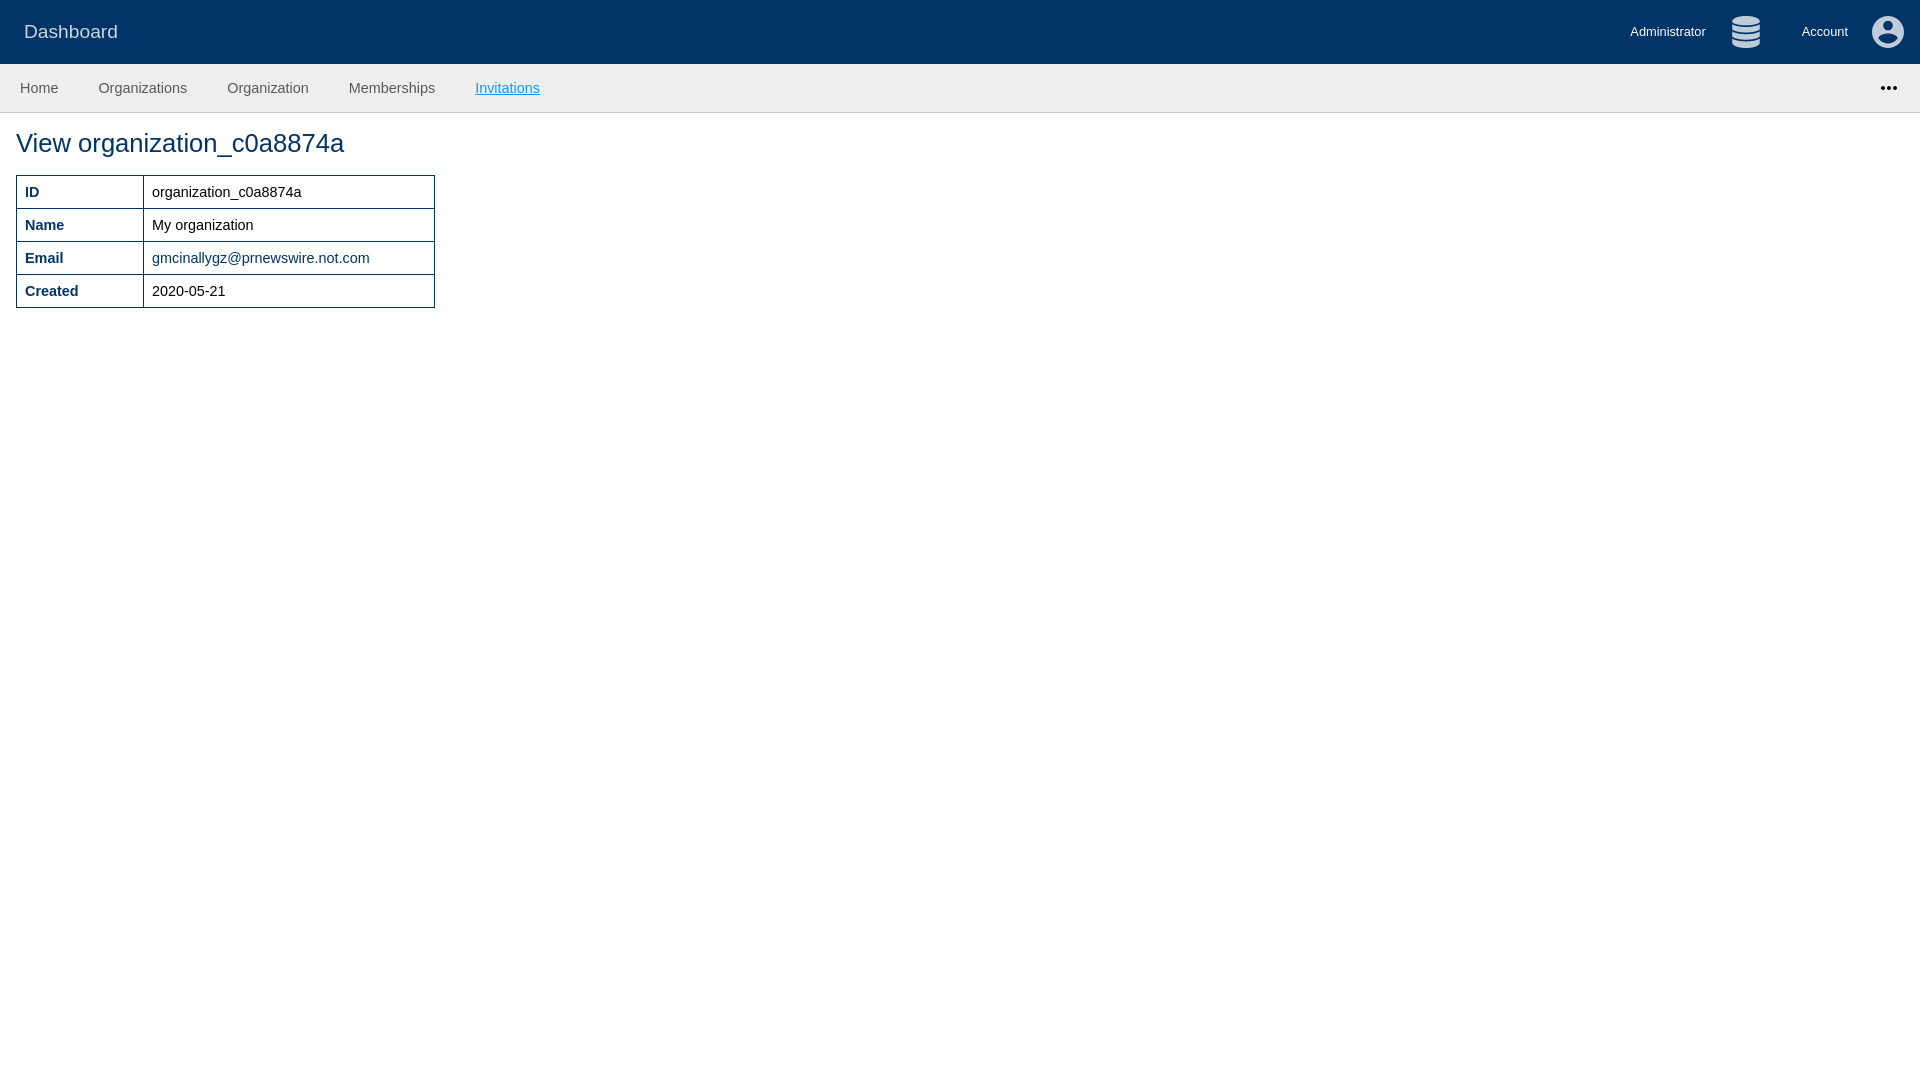 Dashboard
Administrator
Account
Home
Organizations
Organization
Memberships
Invitations
View organization_c0a8874a
ID organization_c0a8874a
Name My organization
Email gmcinallygz@prnewswire.not.com
Created 2020-05-21